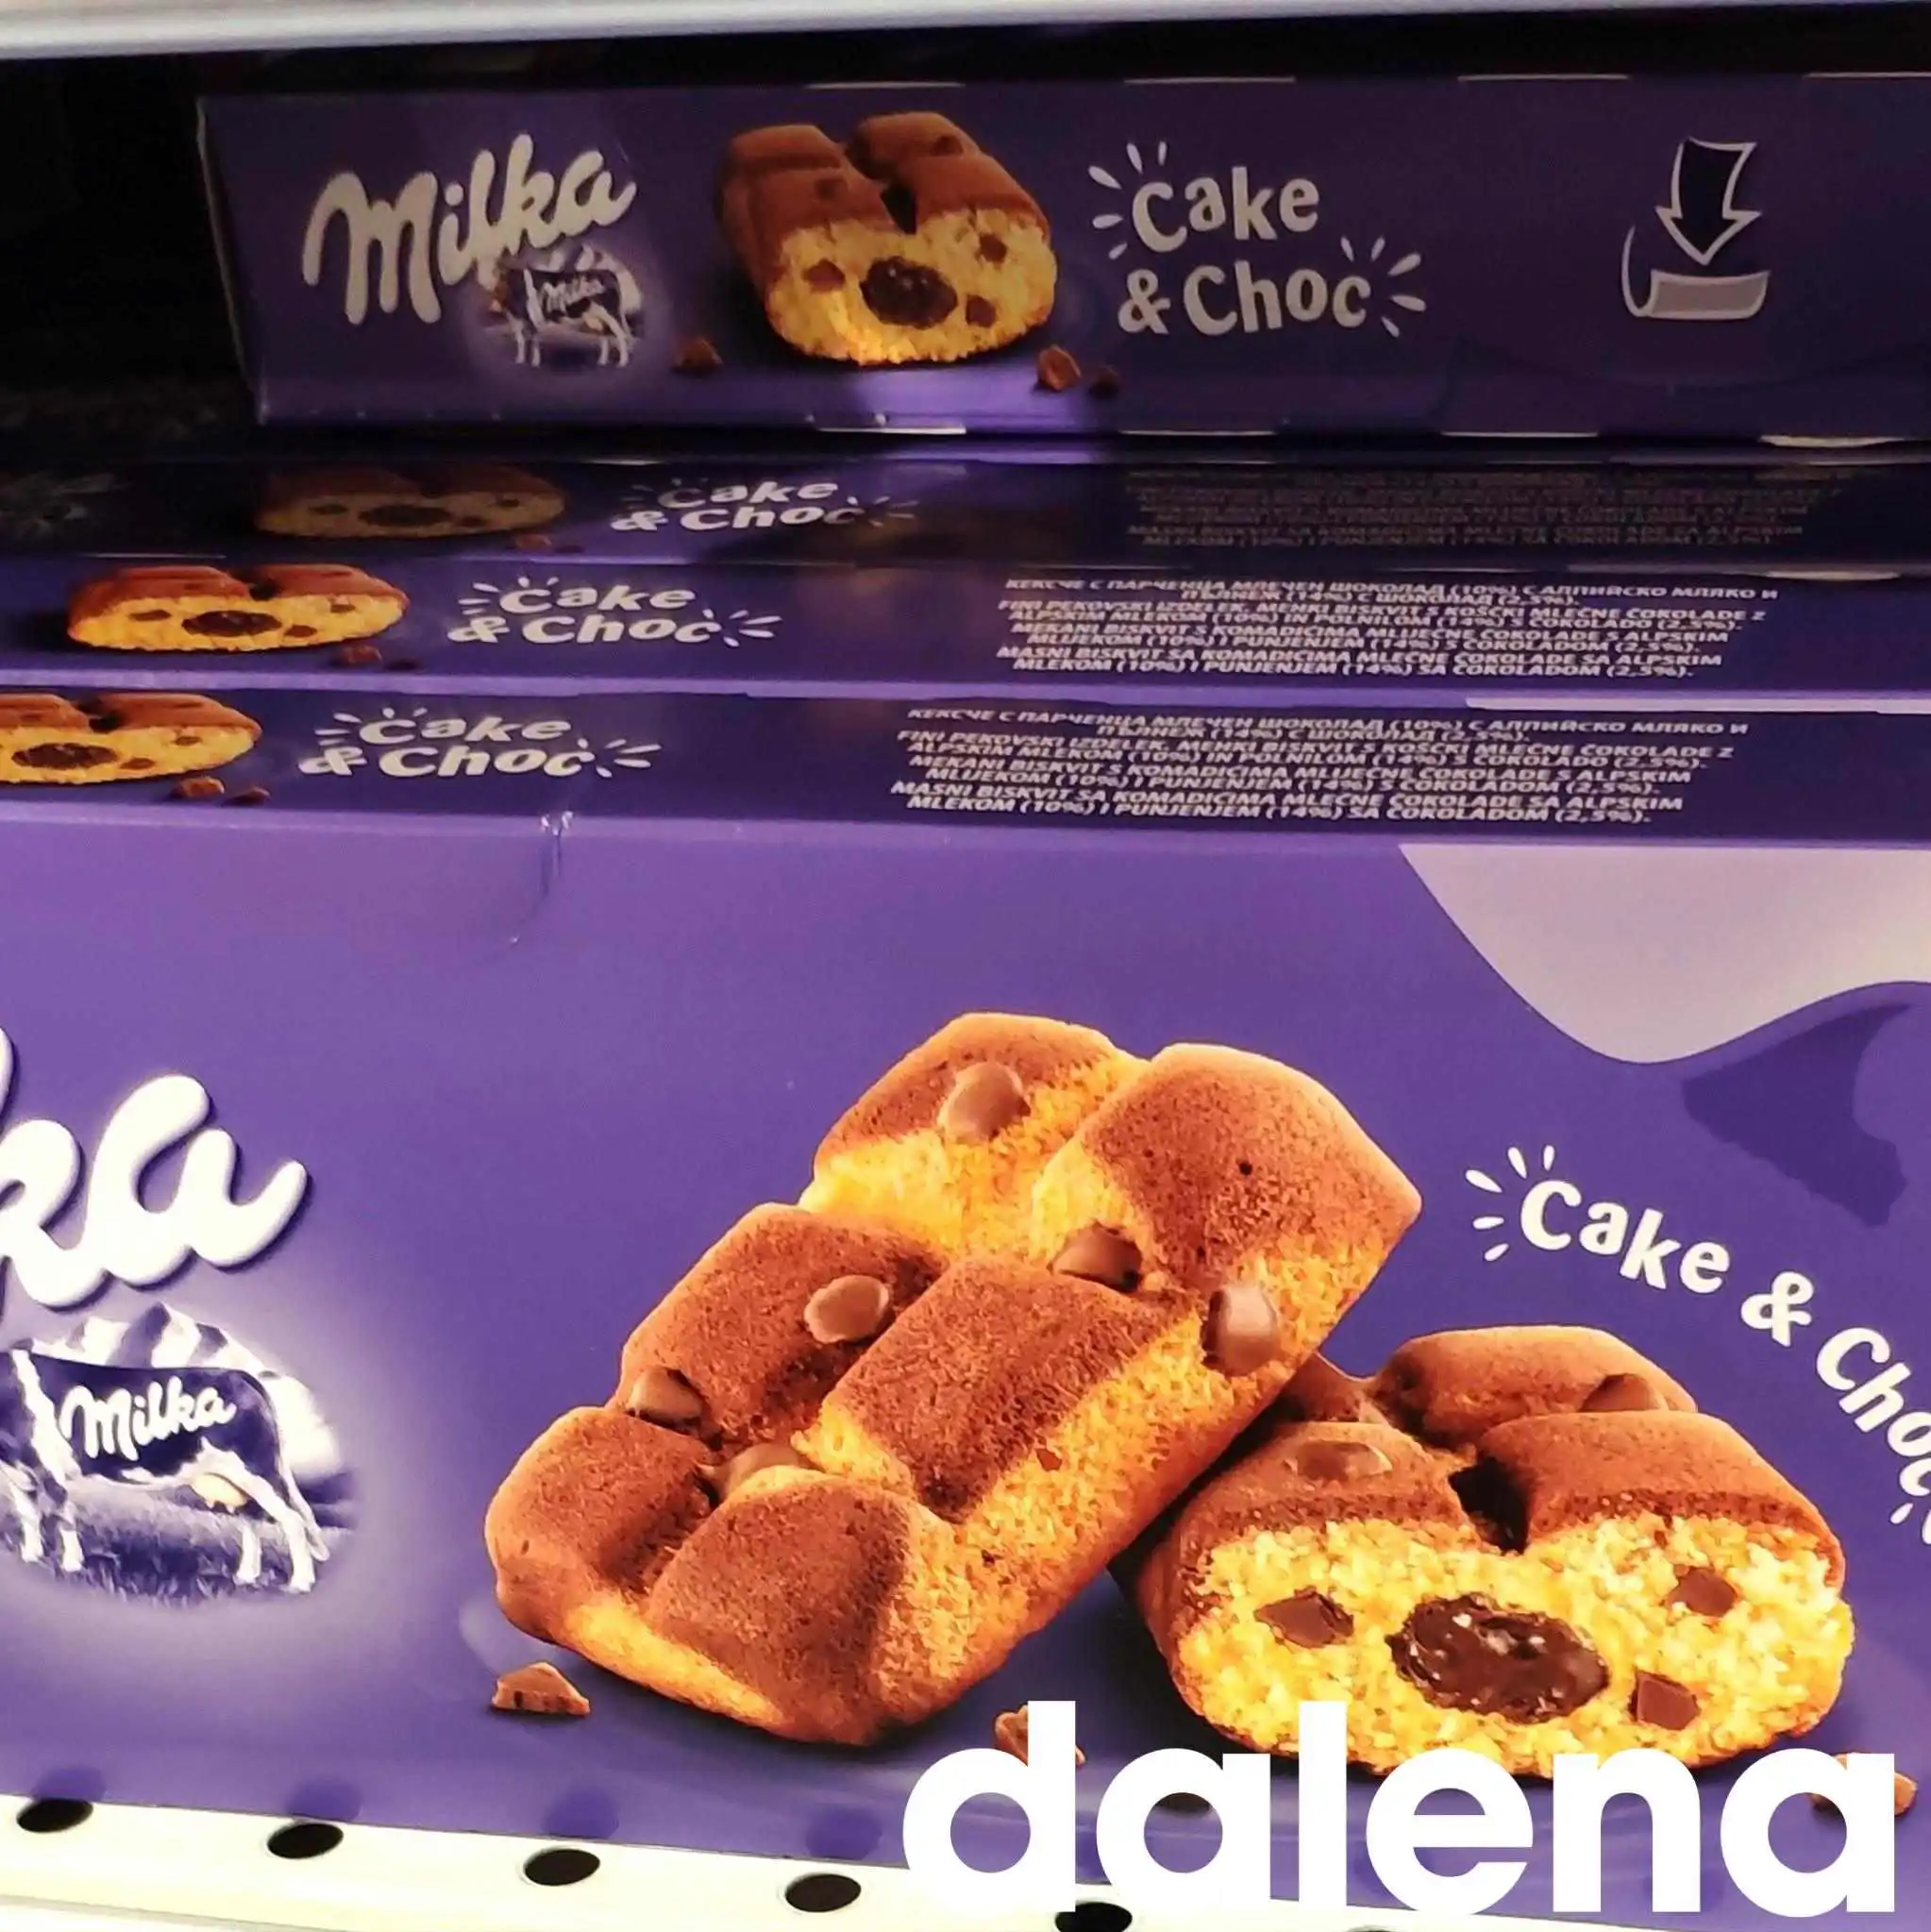 Milka
Milka
Cake
& Choc
Cake
& Choc
Cake
& Choc
КЕКСЧЕ С ПАРЧЕНЦА МЛЕЧЕН ШОКОЛАД (10%) С АЛПИЙСКО МЛЯКО И
ПЪЛНЕЖ (14%) С ШОКОЛАД (2,5%).
FINI PEKOVSKI IZDELEK, MEHKI BISKVIT S KOŠČKI MLEČNE ČOKOLADE Z
ALPSKIM MLEKOM (10%) IN POLNILOM (14%) S ČOKOLADO (2,5%).
MEKANI BISKVIT S KOMADIĆIMA MLIJEČNE ČOKOLADE S ALPSKIM
MLIJEKOM (10%) I PUNJENJEM (14%) S ČOKOLADOM (2,5%).
MASNI BISKVIT SA KOMADIĆIMA MLEČNE ČOKOLADE SA ALPSKIM
MLEKOM (10%) I PUNJENJEM (14%) SA ČOKOLADOM (2,5%).
Cake
& Choc
КЕКСЧЕ С ПАРЧЕНЦА МЛЕЧЕН ШОКОЛАД (10%) С АЛПИЙСКО МЛЯКО И
ПЪЛНЕЖ (14%) С ШОКОЛАД (2,5%).
FINI PEKOVSKI IZDELEK, MEHKI BISKVIT S KOŠČKI MLEČNE ČOKOLADE Z
ALPSKIM MLEKOM (10%) IN POLNILOM (14%) S ČOKOLADO (2,5%).
MEKANI BISKVIT S KOMADIĆIMA MLIJEČNE ČOKOLADE S ALPSKIM
MLIJEKOM (10%) I PUNJENJEM (14%) S ČOKOLADOM (2,5%).
MASNI BISKVIT SA KOMADIĆIMA MLEČNE ČOKOLADE SA ALPSKIM
MLEKOM (10%) I PUNJENJEM (14%) SA ČOKOLADOM (2,5%).
ka
Milka
Cake & Choc
dalena